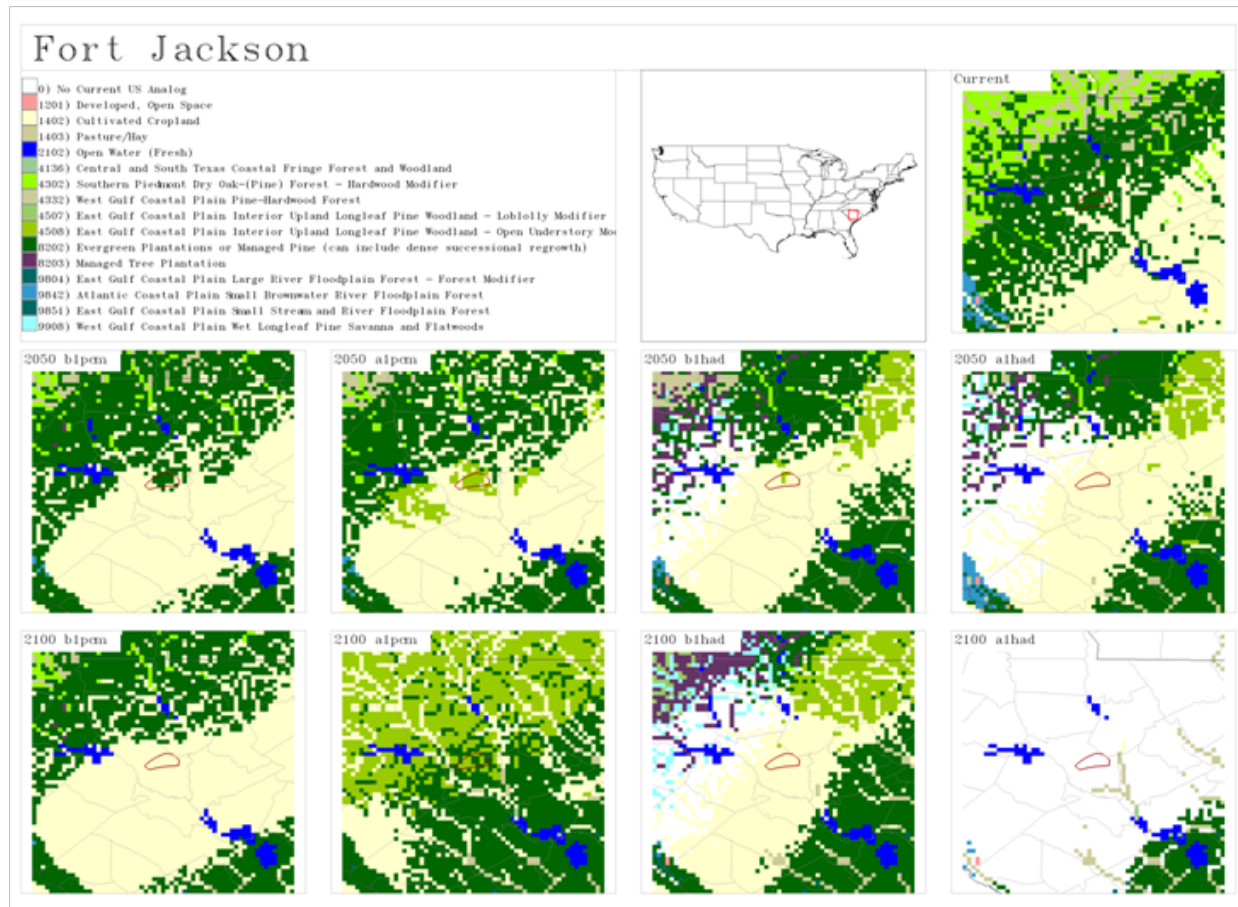 Fort Jackson
0) No Current US Analog
1201) Developed, Open Space
1402) Cultivated Cropland
1403) Pasture/Hay
2102) Open Water (Fresh)
4136) Central and South Texas Coastal Fringe Forest and Woodland
4302) Southern Piedmont Dry Oak-(Pine) Forest - Hardwood Modifier
4332) West Gulf Coastal Plain Pine-Hardwood Forest
4507) East Gulf Coastal Plain Interior Upland Longleaf Pine Woodland - Loblolly Modifier
4508) East Gulf Coastal Plain Interior Upland Longleaf Pine Woodland - Open Understory Mo
8202) Evergreen Plantations or Managed Pine (can include dense successional regrowth)
8203) Managed Tree Plantation
9804) East Gulf Coastal Plain Large River Floodplain Forest - Forest Modifier
9842) Atlantic Coastal Plain Small Brownwater River Floodplain Forest
9851) East Gulf Coastal Plain Small Stream and River Floodplain Forest
9908) West Gulf Coastal Plain Wet Longleaf Pine Savanna and Flatwoods
Current
2050 b1pcm
2050 a1pcm
2050 b1had
2050 a1had
2100 b1pcm
2100 a1pcm
2100 b1had
2100 a1had